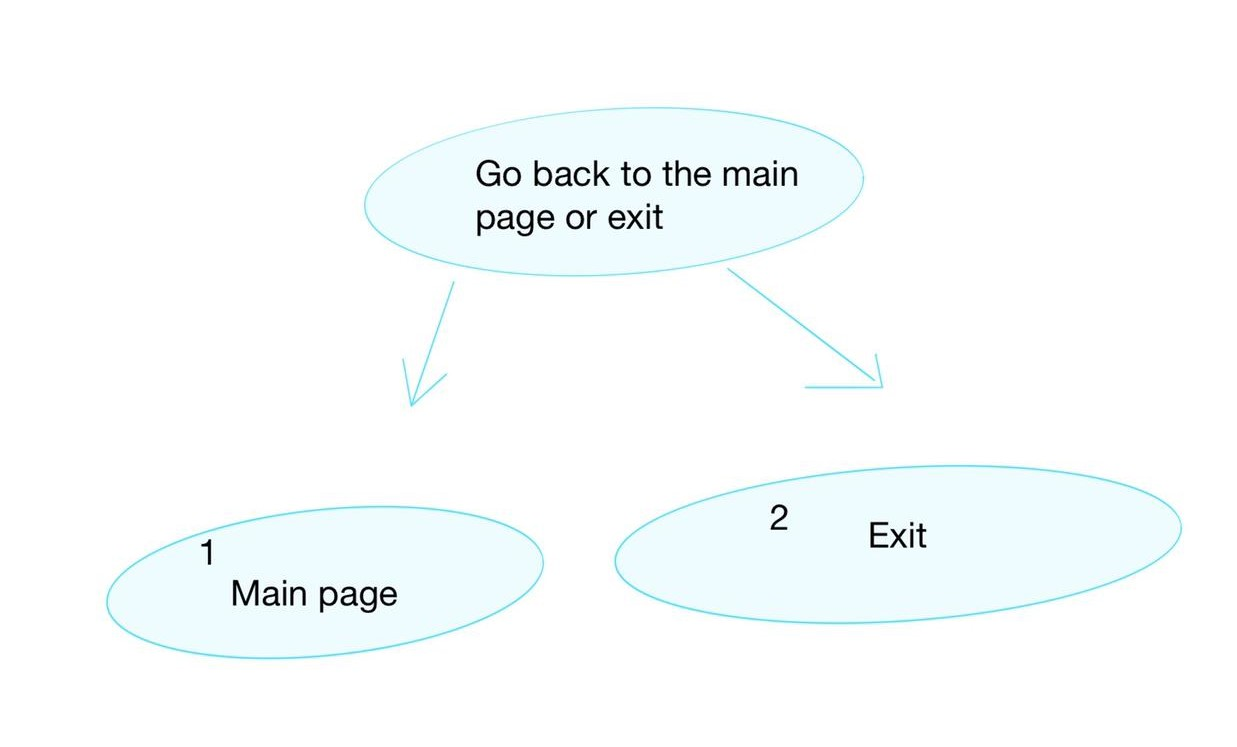 Go back to the main
page or exit
1
Main page
2
Exit